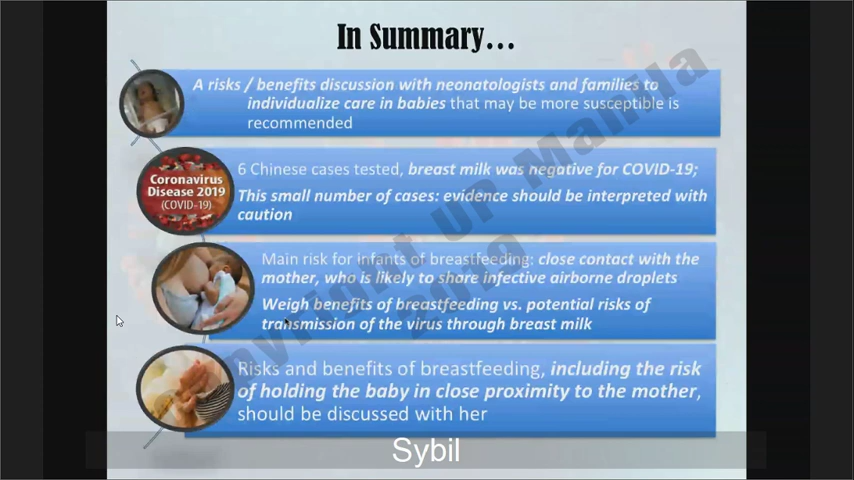 In Summary...
A risks / benefits discussion with neonatologists and families to
individualize care in babies that may be more susceptible is
recommended
Coronavirus
Disease 2019
(COVID-19)
6 Chinese cases tested, breast milk was negative for COVID-19;
This small number of cases: evidence should be interpreted with
caution
Main risk for infants of breastfeeding: close contact with the
mother, who is likely to share infective airborne droplets
Weigh benefits of breastfeeding vs. potential risks of
transmission of the virus through breast milk
Risks and benefits of breastfeeding, including the risk
of holding the baby in close proximity to the mother,
should be discussed with her
Sybil
UP Manila